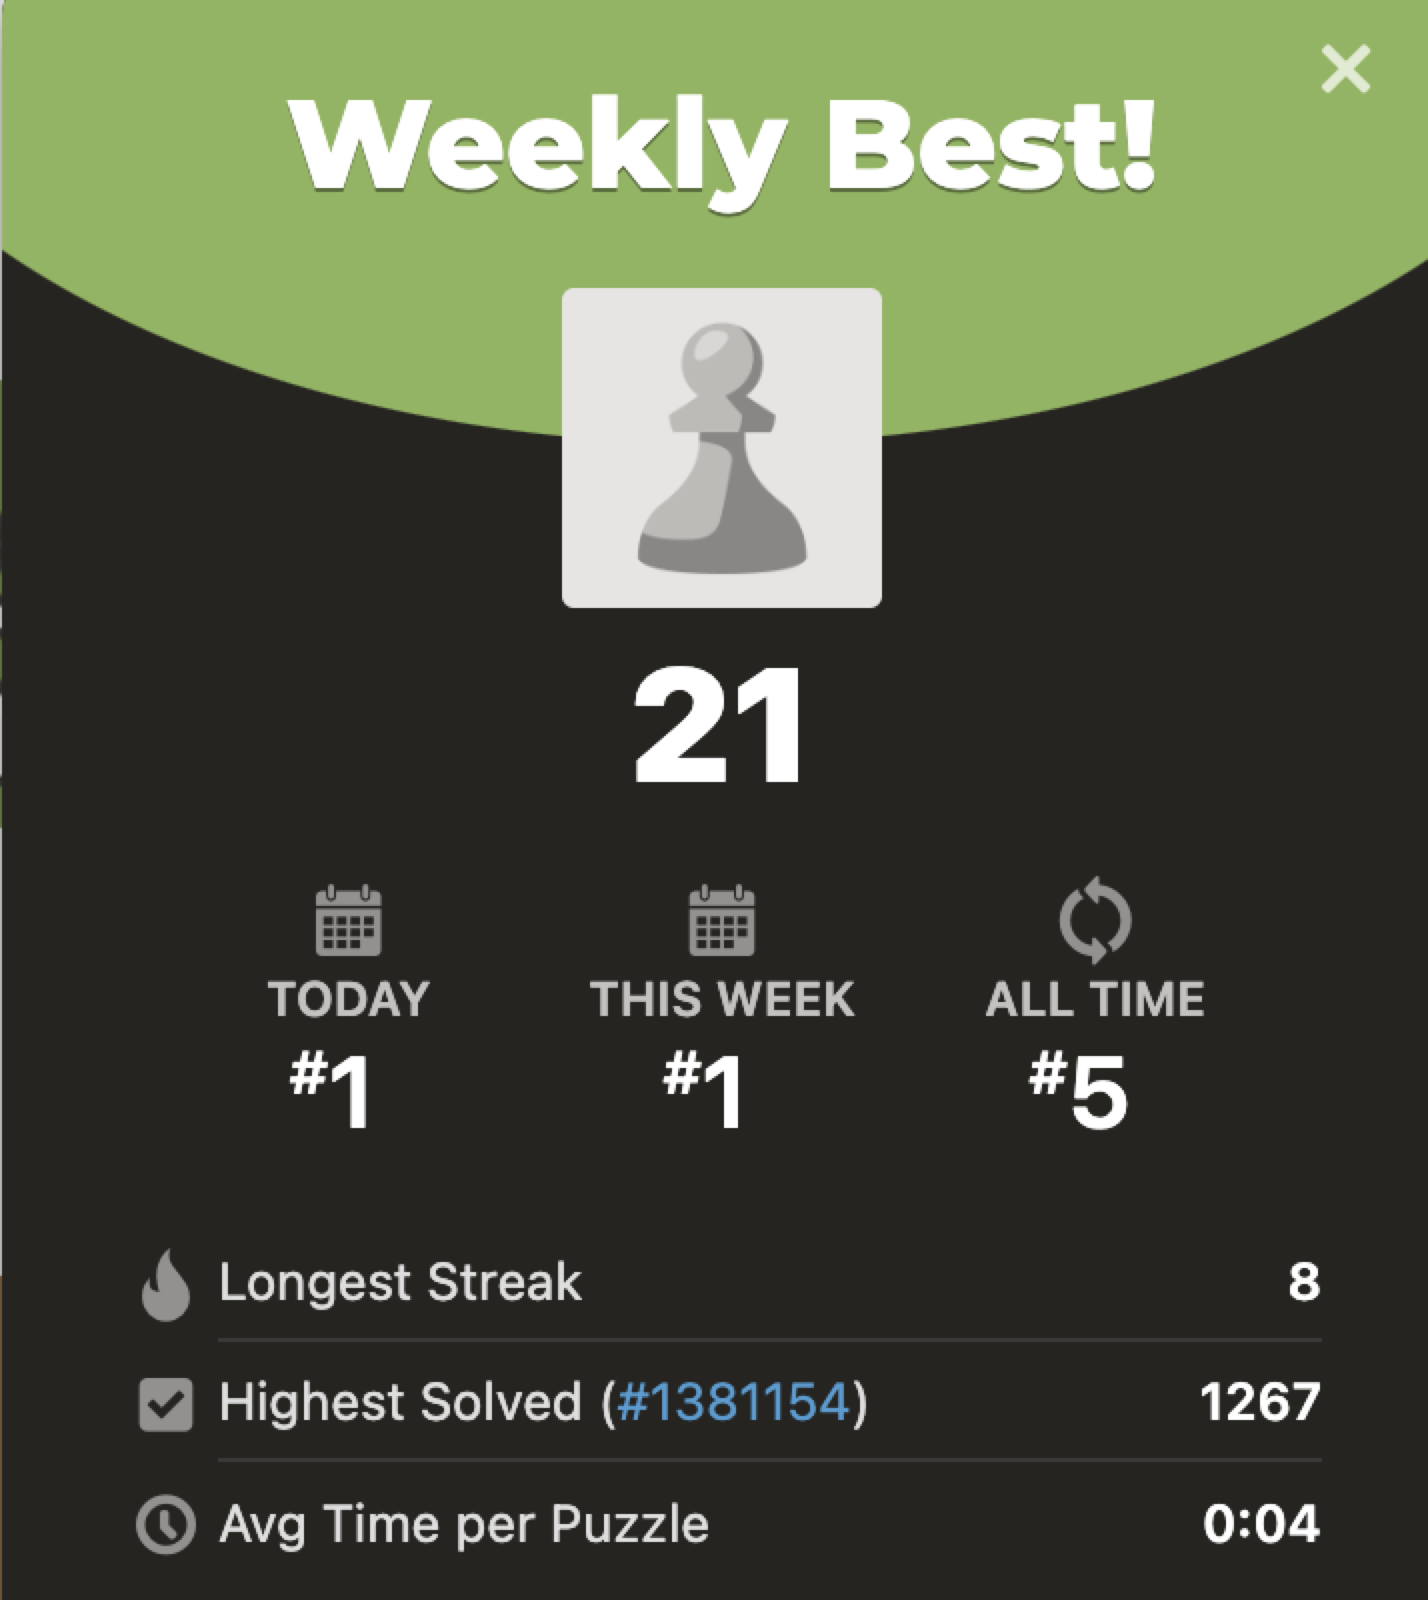 Weekly Best!
21
TODAY
#1
THIS WEEK
#1
ALL TIME
#5
Longest Streak 8
Highest Solved (#1381154) 1267
Avg Time per Puzzle 0:04